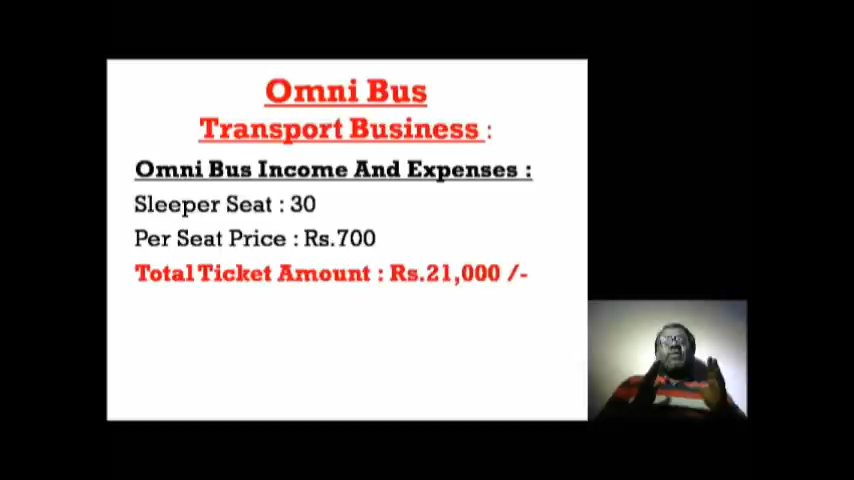 Omni Bus
Transport Business :
Omni Bus Income And Expenses :
Sleeper Seat : 30
Per Seat Price : Rs.700
Total Ticket Amount : Rs.21,000 /-